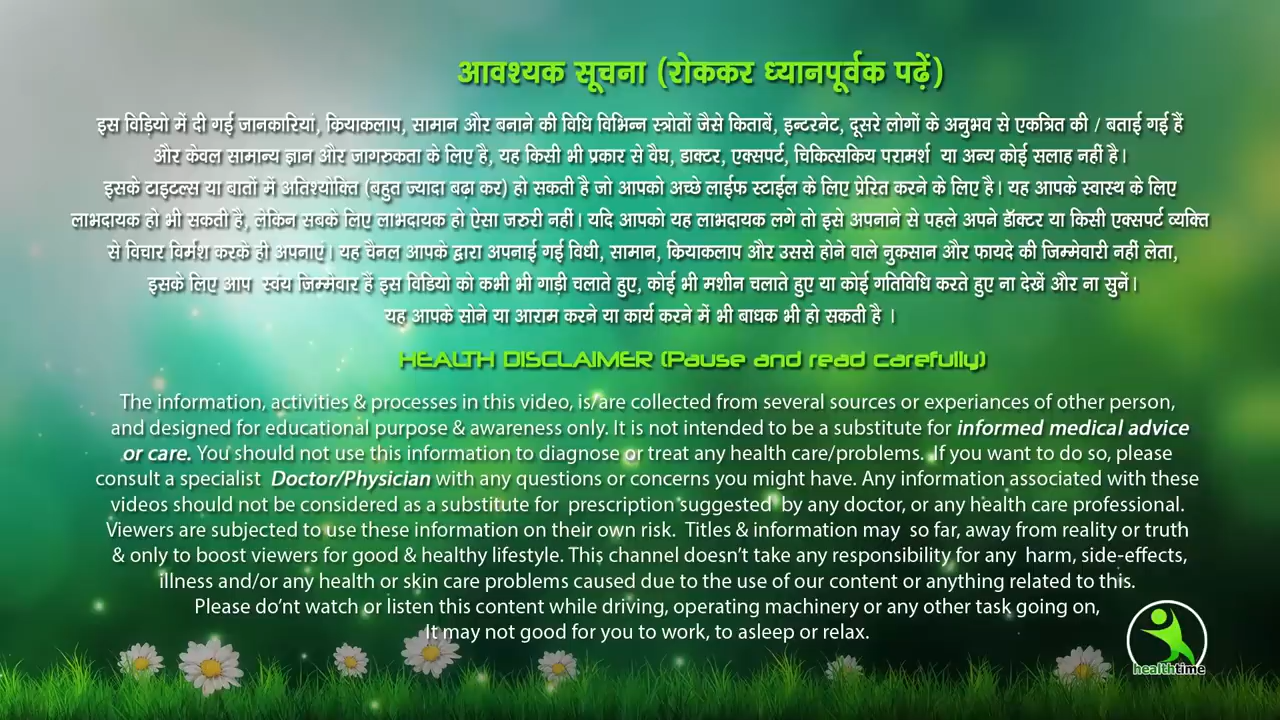 आवश्यक सूचना (रोककर ध्यानपूर्वक पढ़ें)
इस विडियो में दी गई जानकारियां, क्रियाकलाप, सामान और बनाने की विधि विभिन्न स्त्रोतों जैसे किताबें, इन्टरनेट, दूसरे लोगों के अनुभव से एकत्रित की / बताई गई हैं
और केवल सामान्य ज्ञान और जागरुकता के लिए है, यह किसी भी प्रकार से वैघ, डाक्टर, एक्सपर्ट, चिकित्सकिय परामर्श या अन्य कोई सलाह नहीं है।
इसके टाइटल्स या बातों में अतिश्योक्ति (बहुत ज्यादा बढ़ा कर) हो सकती है जो आपको अच्छे लाईफ स्टाईल के लिए प्रेरित करने के लिए है। यह आपके स्वास्थ के लिए
लाभदायक हो भी सकती है, लेकिन सबके लिए लाभदायक हो ऐसा जरुरी नहीं। यदि आपको यह लाभदायक लगे तो इसे अपनाने से पहले अपने डॅाक्टर या किसी एक्सपर्ट व्यक्ति
से विचार विर्मश करके ही अपनाएं। यह चैनल आपके द्वारा अपनाई गई विधी, सामान, क्रियाकलाप और उससे होने वाले नुकसान और फायदे की जिम्मेवारी नहीं लेता,
इसके लिए आप स्वंय जिम्मेवार हैं इस विडियो को कभी भी गाड़ी चलाते हुए, कोई भी मशीन चलाते हुए या कोई गतिविधि करते हुए ना देखें और ना सुनें।
यह आपके सोने या आराम करने या कार्य करने में भी बाधक भी हो सकती है ।
HEALTH DISCLAIMER (Pause and read carefully)
The information, activities & processes in this video, is/are collected from several sources or experiances of other person,
and designed for educational purpose & awareness only. It is not intended to be a substitute for informed medical advice
or care. You should not use this information to diagnose or treat any health care/problems. If you want to do so, please
consult a specialist Doctor/Physician with any questions or concerns you might have. Any information associated with these
videos should not be considered as a substitute for prescription suggested by any doctor, or any health care professional.
Viewers are subjected to use these information on their own risk. Titles & information may so far, away from reality or truth
& only to boost viewers for good & healthy lifestyle. This channel doesn't take any responsibility for any harm, side-effects,
illness and/or any health or skin care problems caused due to the use of our content or anything related to this.
Please do'nt watch or listen this content while driving, operating machinery or any other task going on,
It may not good for you to work, to asleep or relax.
healthtime